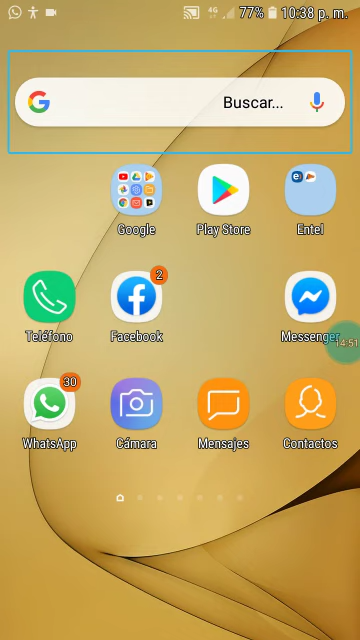 4G 77% 10:38 p. m.
Buscar...
Google Play Store Entel
2
Teléfono Facebook Messenger
14:51
30
WhatsApp Cámara Mensajes Contactos